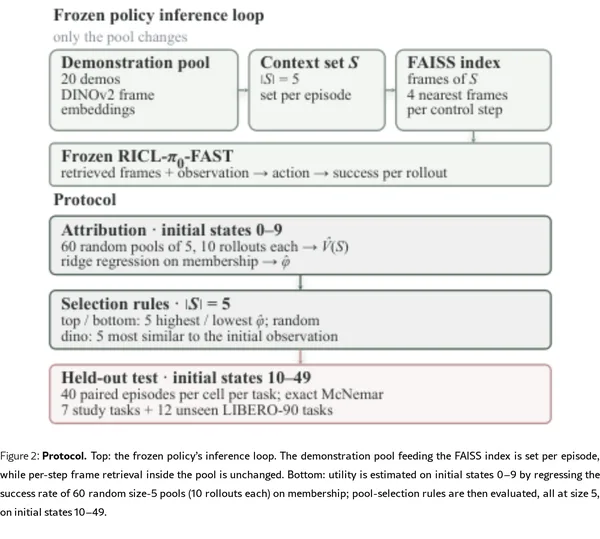 Frozen policy inference loop
only the pool changes
Demonstration pool
20 demos
DINOv2 frame
embeddings
Context set S
|S| = 5
set per episode
FAISS index
frames of S
4 nearest frames
per control step
Frozen RICL-π₀-FAST
retrieved frames + observation → action → success per rollout
Protocol
Attribution · initial states 0–9
60 random pools of 5, 10 rollouts each → V̂(S)
ridge regression on membership → φ̂
Selection rules · |S| = 5
top / bottom: 5 highest / lowest φ̂; random
dino: 5 most similar to the initial observation
Held-out test · initial states 10–49
40 paired episodes per cell per task; exact McNemar
7 study tasks + 12 unseen LIBERO-90 tasks
Figure 2: Protocol. Top: the frozen policy's inference loop. The demonstration pool feeding the FAISS index is set per episode,
while per-step frame retrieval inside the pool is unchanged. Bottom: utility is estimated on initial states 0–9 by regressing the
success rate of 60 random size-5 pools (10 rollouts each) on membership; pool-selection rules are then evaluated, all at size 5,
on initial states 10–49.